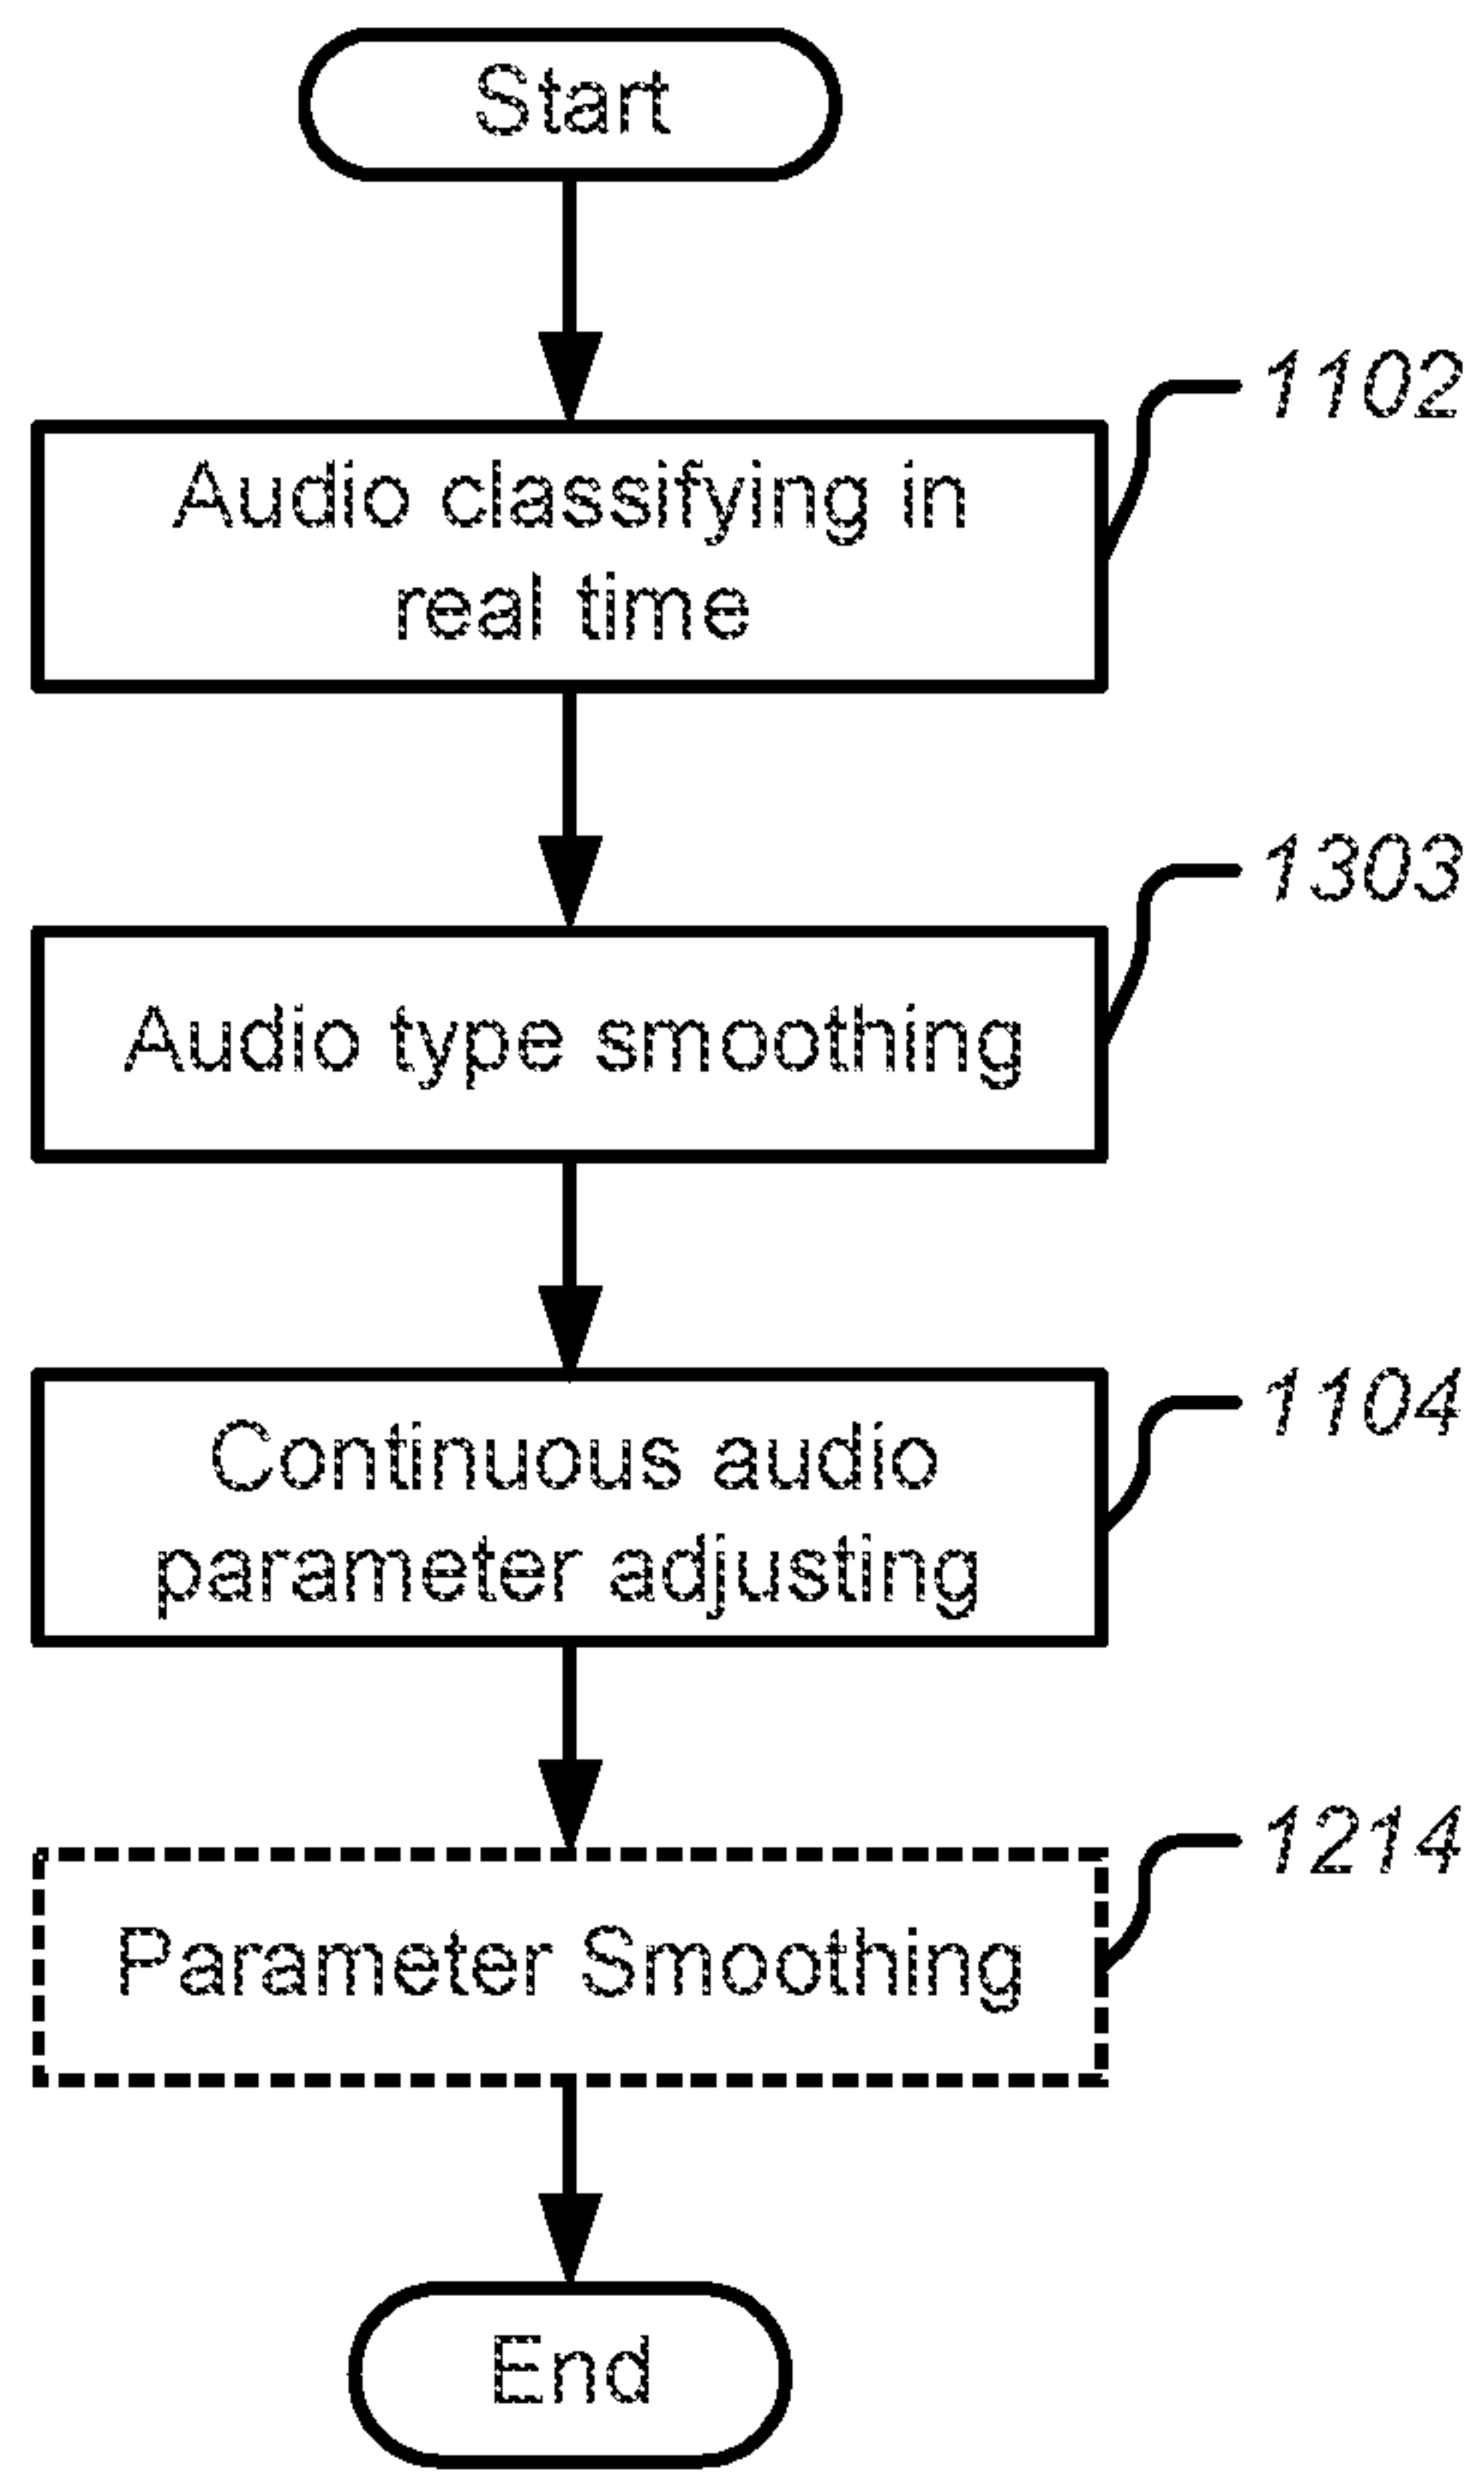 Start
1102
Audio classifying in
real time
1303
Audio type smoothing
1104
Continuous audio
parameter adjusting
1214
Parameter Smoothing
End